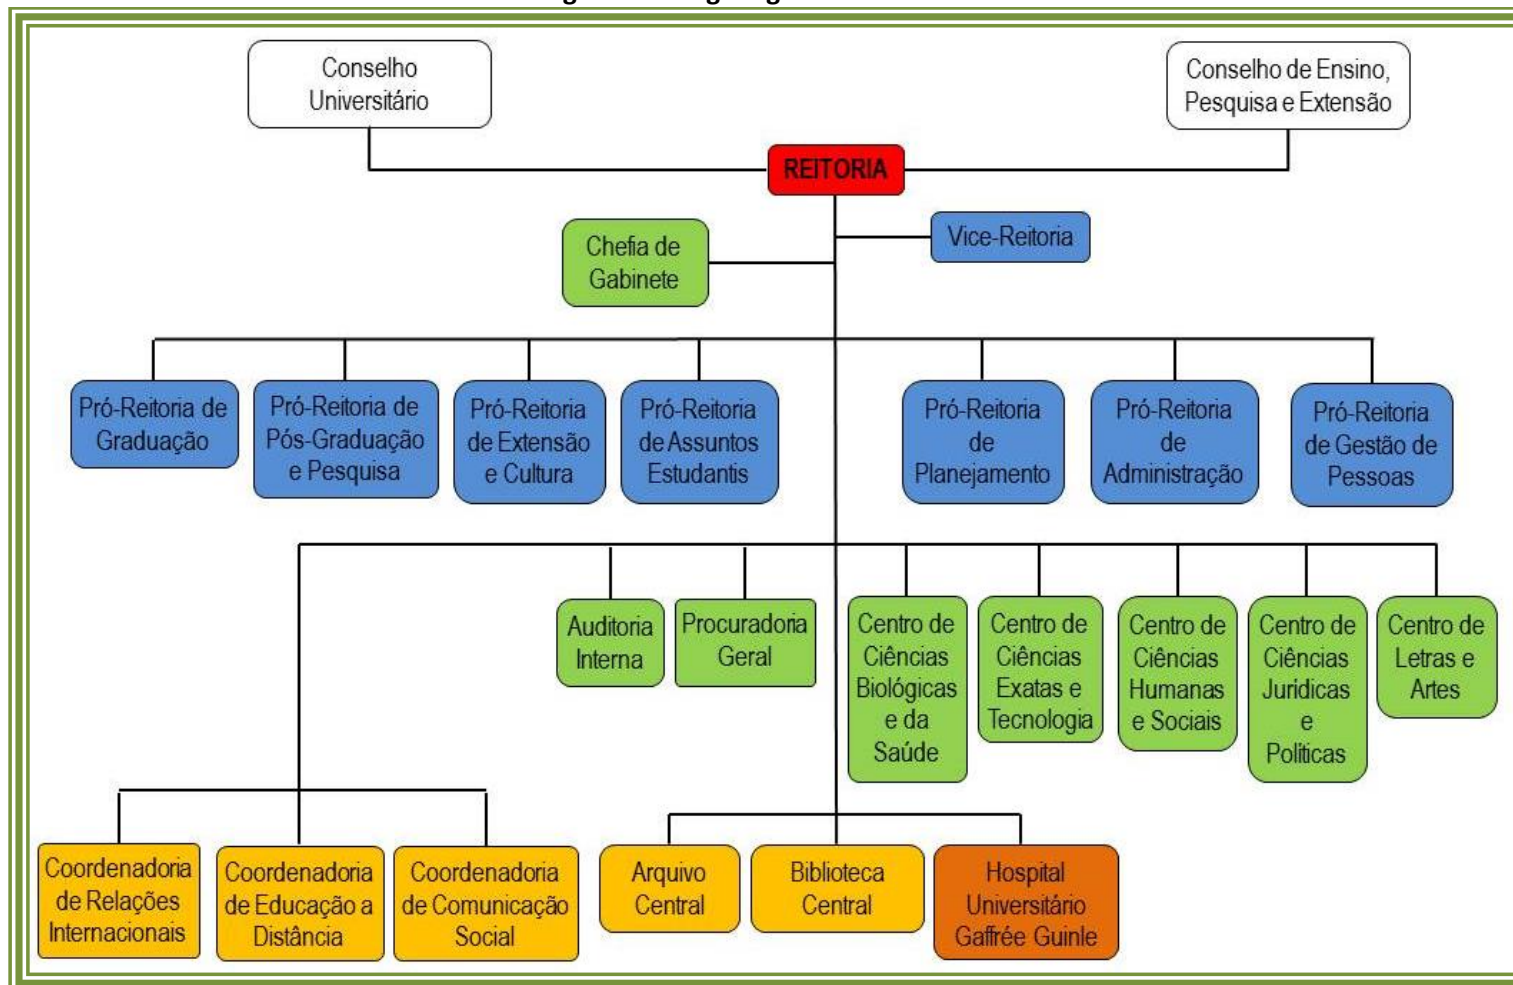 Conselho
Universitário
Conselho de Ensino,
Pesquisa e Extensão
REITORIA
Vice-Reitoria
Chefia de
Gabinete
Pró-Reitoria de
Graduação
Pró-Reitoria de
Pós-Graduação
e Pesquisa
Pró-Reitoria
de Extensão
e Cultura
Pró-Reitoria
de Assuntos
Estudantis
Pró-Reitoria
de
Planejamento
Pró-Reitoria
de
Administração
Pró-Reitoria
de Gestão de
Pessoas
Auditoria
Interna
Procuradoria
Geral
Centro de
Ciências
Biológicas
e da
Saúde
Centro de
Ciências
Exatas e
Tecnologia
Centro de
Ciências
Humanas
e Sociais
Centro de
Ciências
Jurídicas
e
Políticas
Centro de
Letras e
Artes
Coordenadoria
de Relações
Internacionais
Coordenadoria
de Educação a
Distância
Coordenadoria
de Comunicação
Social
Arquivo
Central
Biblioteca
Central
Hospital
Universitário
Gaffrée Guinle